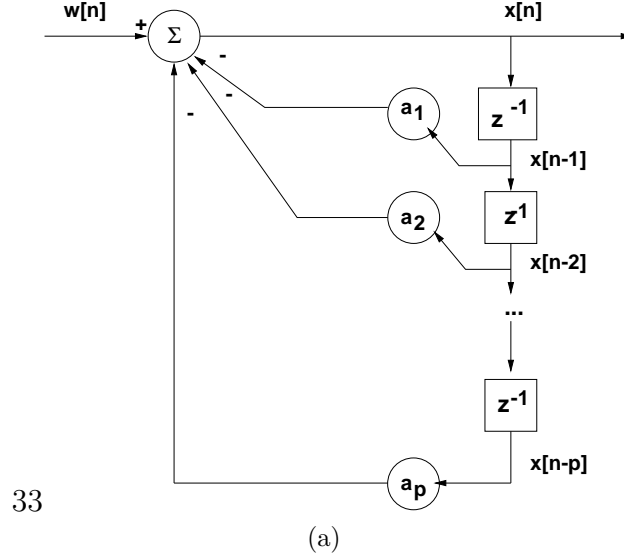 w[n]
x[n]
+
Σ
-
-
-
a1
z-1
x[n-1]
a2
z1
x[n-2]
...
z-1
x[n-p]
ap
33
(a)